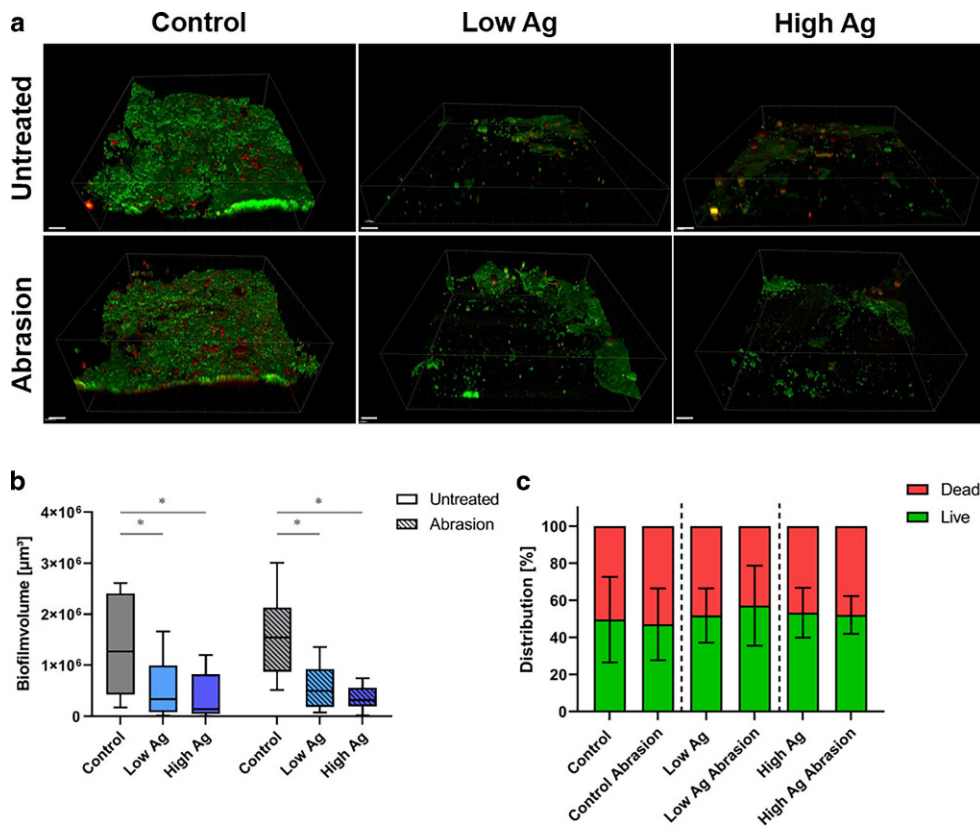 a
Control
Low Ag
High Ag
Untreated
Abrasion
b
Untreated
Abrasion
Biofilmvolume [µm³]
4×10⁶
3×10⁶
2×10⁶
1×10⁶
0
*
*
*
*
Control
Low Ag
High Ag
Control
Low Ag
High Ag
c
Dead
Live
Distribution [%]
100
80
60
40
20
0
Control
Control Abrasion
Low Ag
Low Ag Abrasion
High Ag
High Ag Abrasion